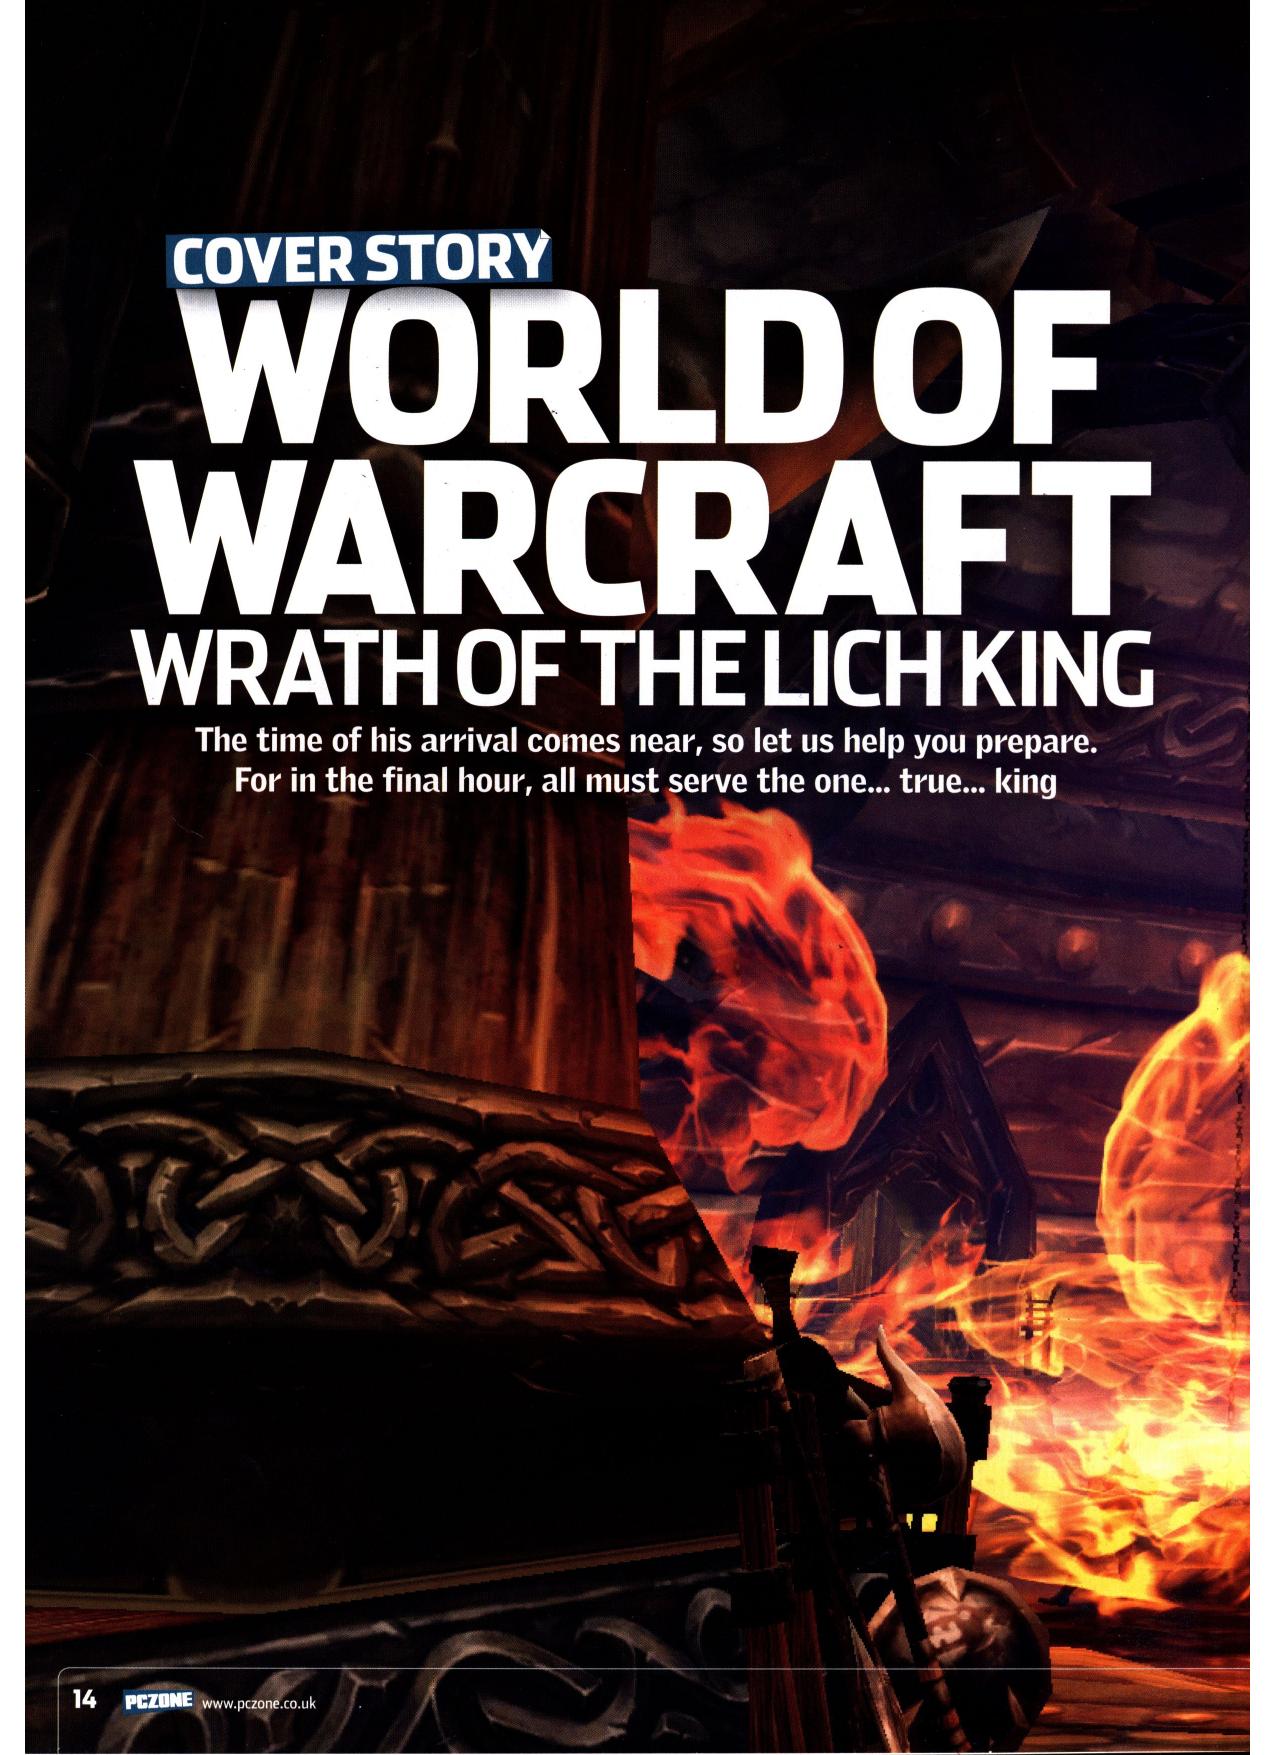 COVER STORY
WORLD OF
WARCRAFT
WRATH OF THE LICH KING
The time of his arrival comes near, so let us help you prepare.
For in the final hour, all must serve the one... true... king
14 PCZONE www.pczone.co.uk